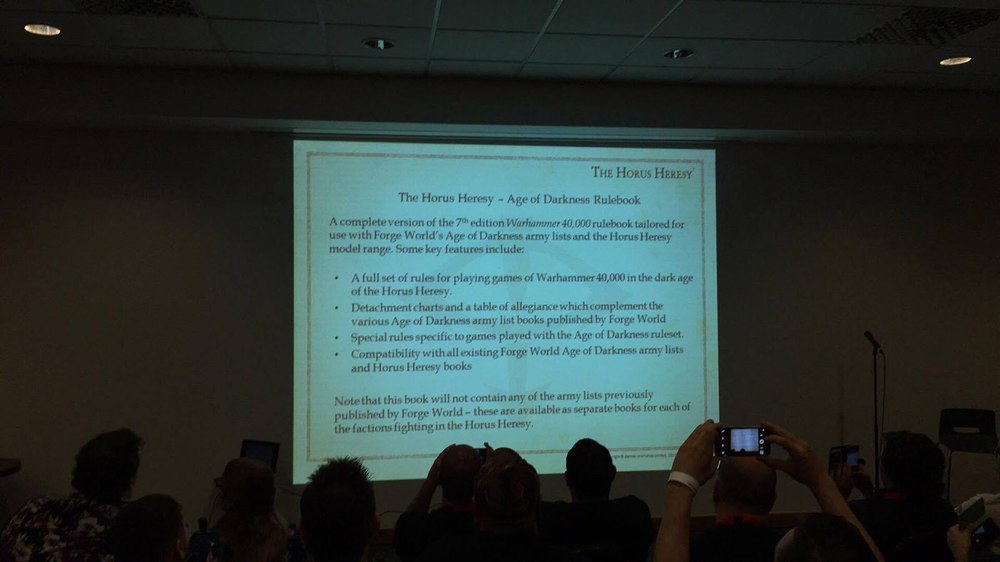 THE HORUS HERESY
The Horus Heresy – Age of Darkness Rulebook
A complete version of the 7th edition Warhammer 40,000 rulebook tailored for
use with Forge World's Age of Darkness army lists and the Horus Heresy
model range. Some key features include:
• A full set of rules for playing games of Warhammer 40,000 in the dark age
of the Horus Heresy.
• Detachment charts and a table of allegiance which complement the
various Age of Darkness army list books published by Forge World
• Special rules specific to games played with the Age of Darkness ruleset.
• Compatibility with all existing Forge World Age of Darkness army lists
and Horus Heresy books
Note that this book will not contain any of the army lists previously
published by Forge World – these are available as separate books for each of
the factions fighting in the Horus Heresy.